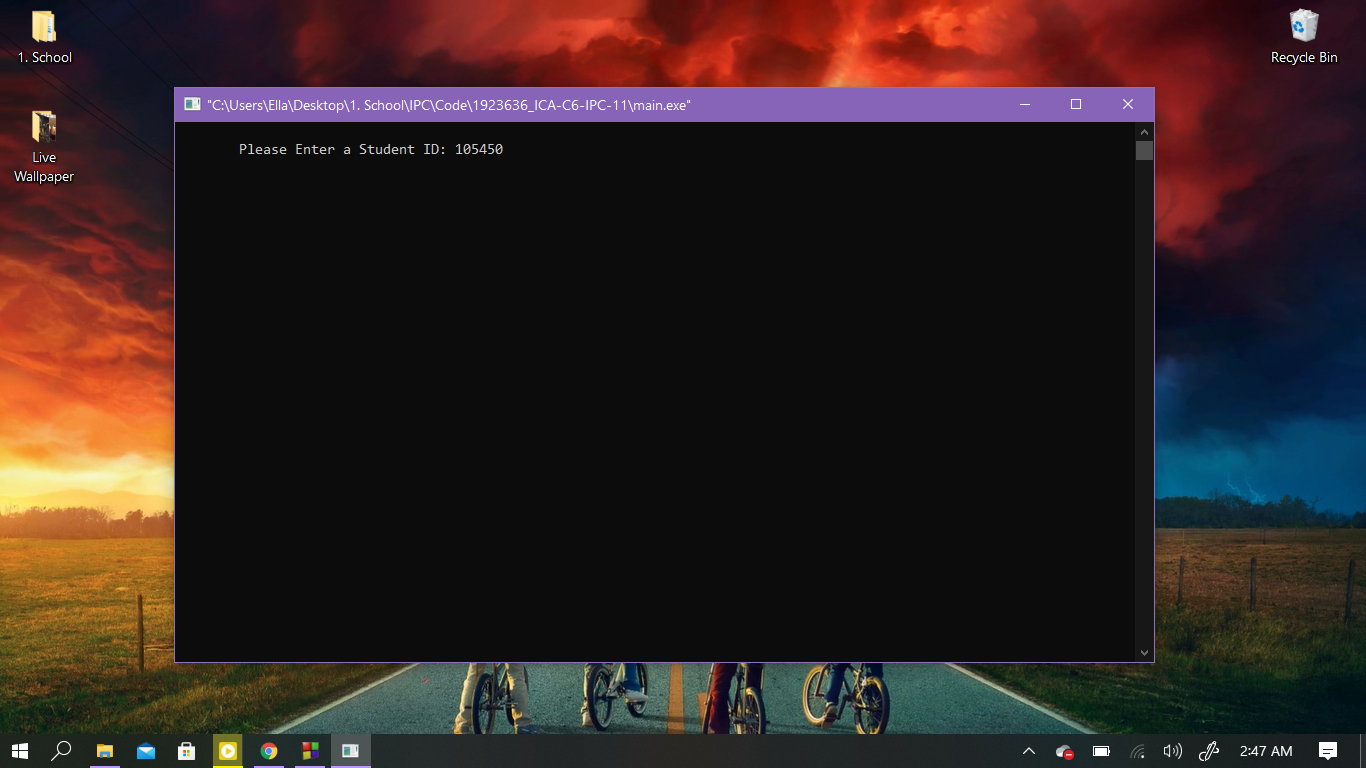 1. School
Recycle Bin
"C:\Users\Ella\Desktop\1. School\IPC\Code\1923636_ICA-C6-IPC-11\main.exe"
Live
Wallpaper
Please Enter a Student ID: 105450
2:47 AM